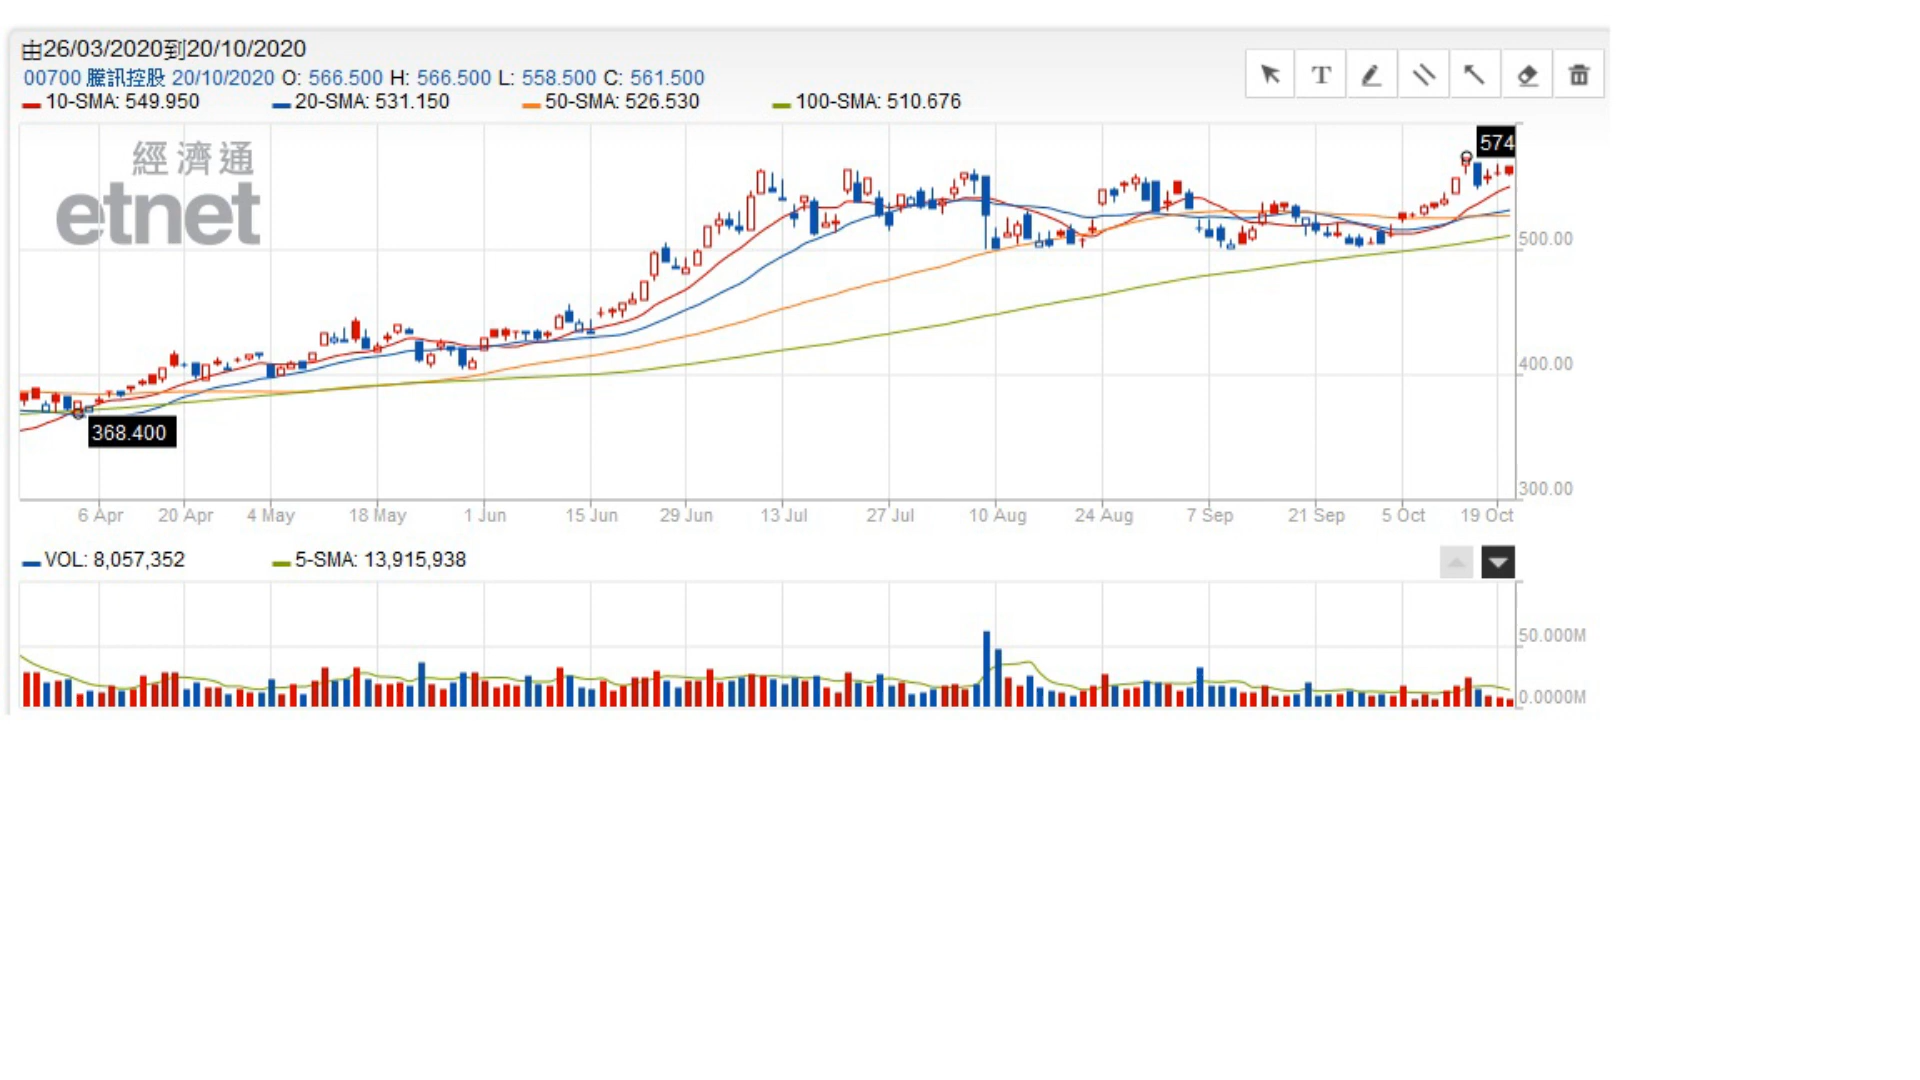 由26/03/2020到20/10/2020
00700 騰訊控股 20/10/2020 O: 566.500 H: 566.500 L: 558.500 C: 561.500
10-SMA: 549.950 20-SMA: 531.150 50-SMA: 526.530 100-SMA: 510.676
T
經濟通
etnet
574
500.00
400.00
368.400
300.00
6 Apr 20 Apr 4 May 18 May 1 Jun 15 Jun 29 Jun 13 Jul 27 Jul 10 Aug 24 Aug 7 Sep 21 Sep 5 Oct 19 Oct
VOL: 8,057,352 5-SMA: 13,915,938
50.000M
0.0000M